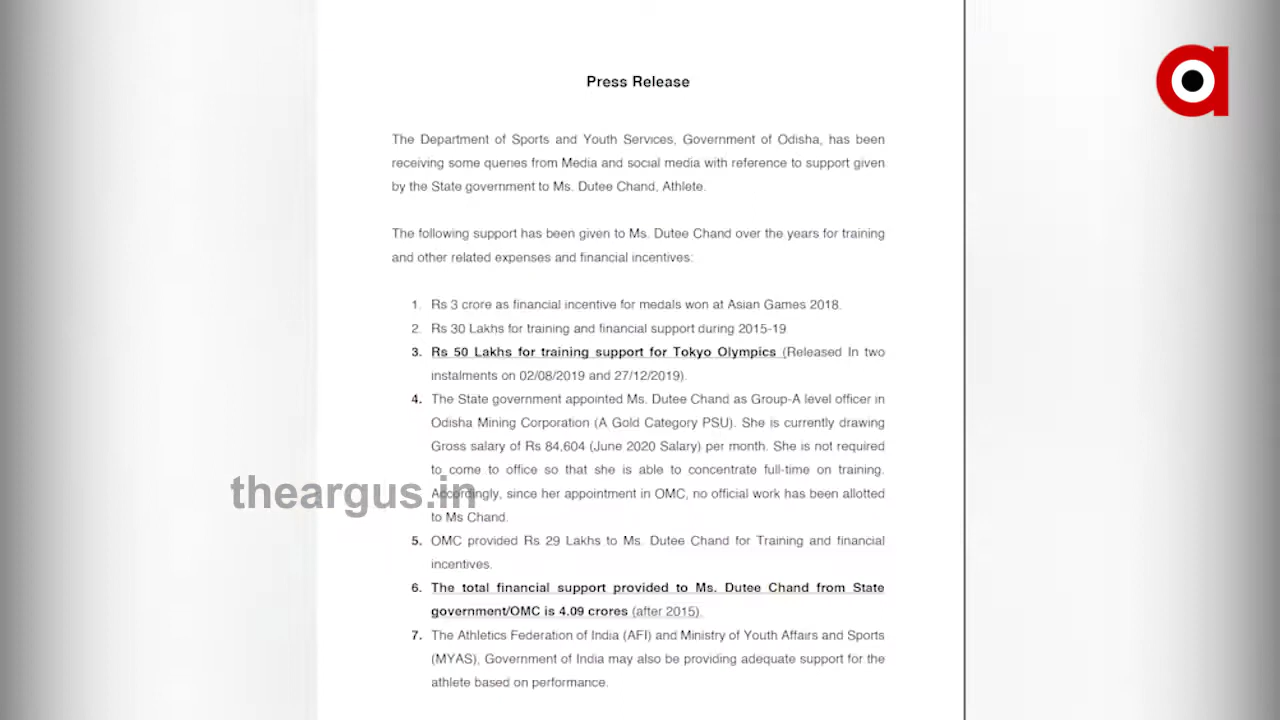 Press Release
The Department of Sports and Youth Services, Government of Odisha, has been
receiving some queries from Media and social media with reference to support given
by the State government to Ms. Dutee Chand, Athlete.
The following support has been given to Ms. Dutee Chand over the years for training
and other related expenses and financial incentives:
1. Rs 3 crore as financial incentive for medals won at Asian Games 2018.
2. Rs 30 Lakhs for training and financial support during 2015-19
3. Rs 50 Lakhs for training support for Tokyo Olympics (Released In two
instalments on 02/08/2019 and 27/12/2019).
4. The State government appointed Ms. Dutee Chand as Group-A level officer in
Odisha Mining Corporation (A Gold Category PSU). She is currently drawing
Gross salary of Rs 84,604 (June 2020 Salary) per month. She is not required
to come to office so that she is able to concentrate full-time on training.
Accordingly, since her appointment in OMC, no official work has been allotted
to Ms Chand.
5. OMC provided Rs 29 Lakhs to Ms. Dutee Chand for Training and financial
incentives.
6. The total financial support provided to Ms. Dutee Chand from State
government/OMC is 4.09 crores (after 2015).
7. The Athletics Federation of India (AFI) and Ministry of Youth Affairs and Sports
(MYAS), Government of India may also be providing adequate support for the
athlete based on performance.
theargus.in
a